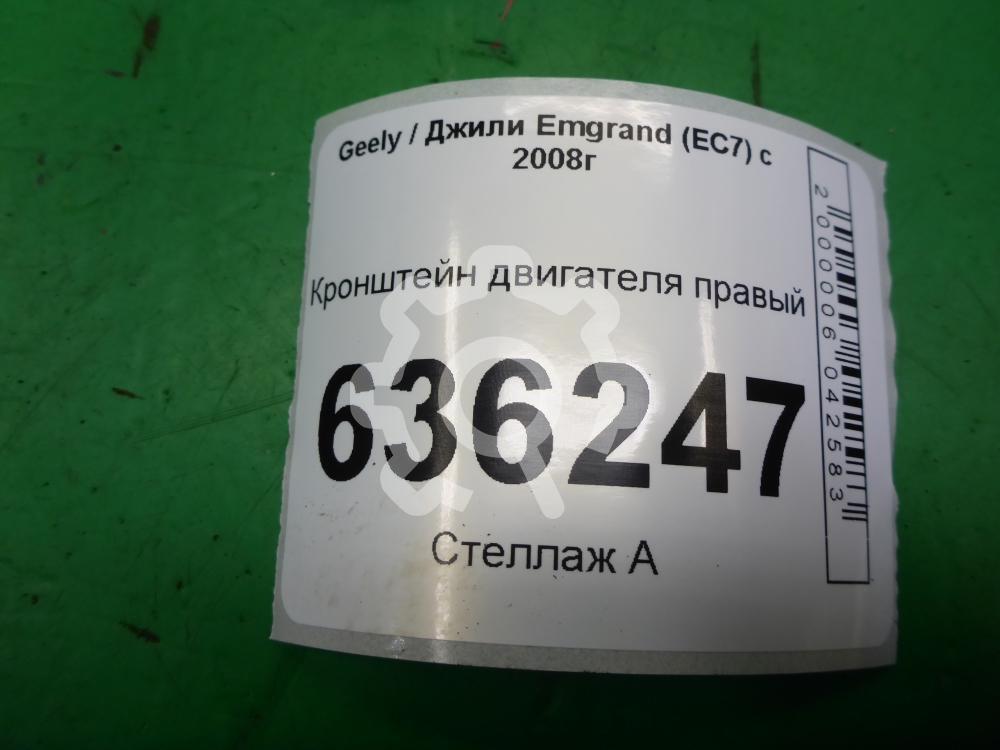 Geely / Джили Emgrand (EC7) с
2008г
Кронштейн двигателя правый
636247
Стеллаж А
2000006042583